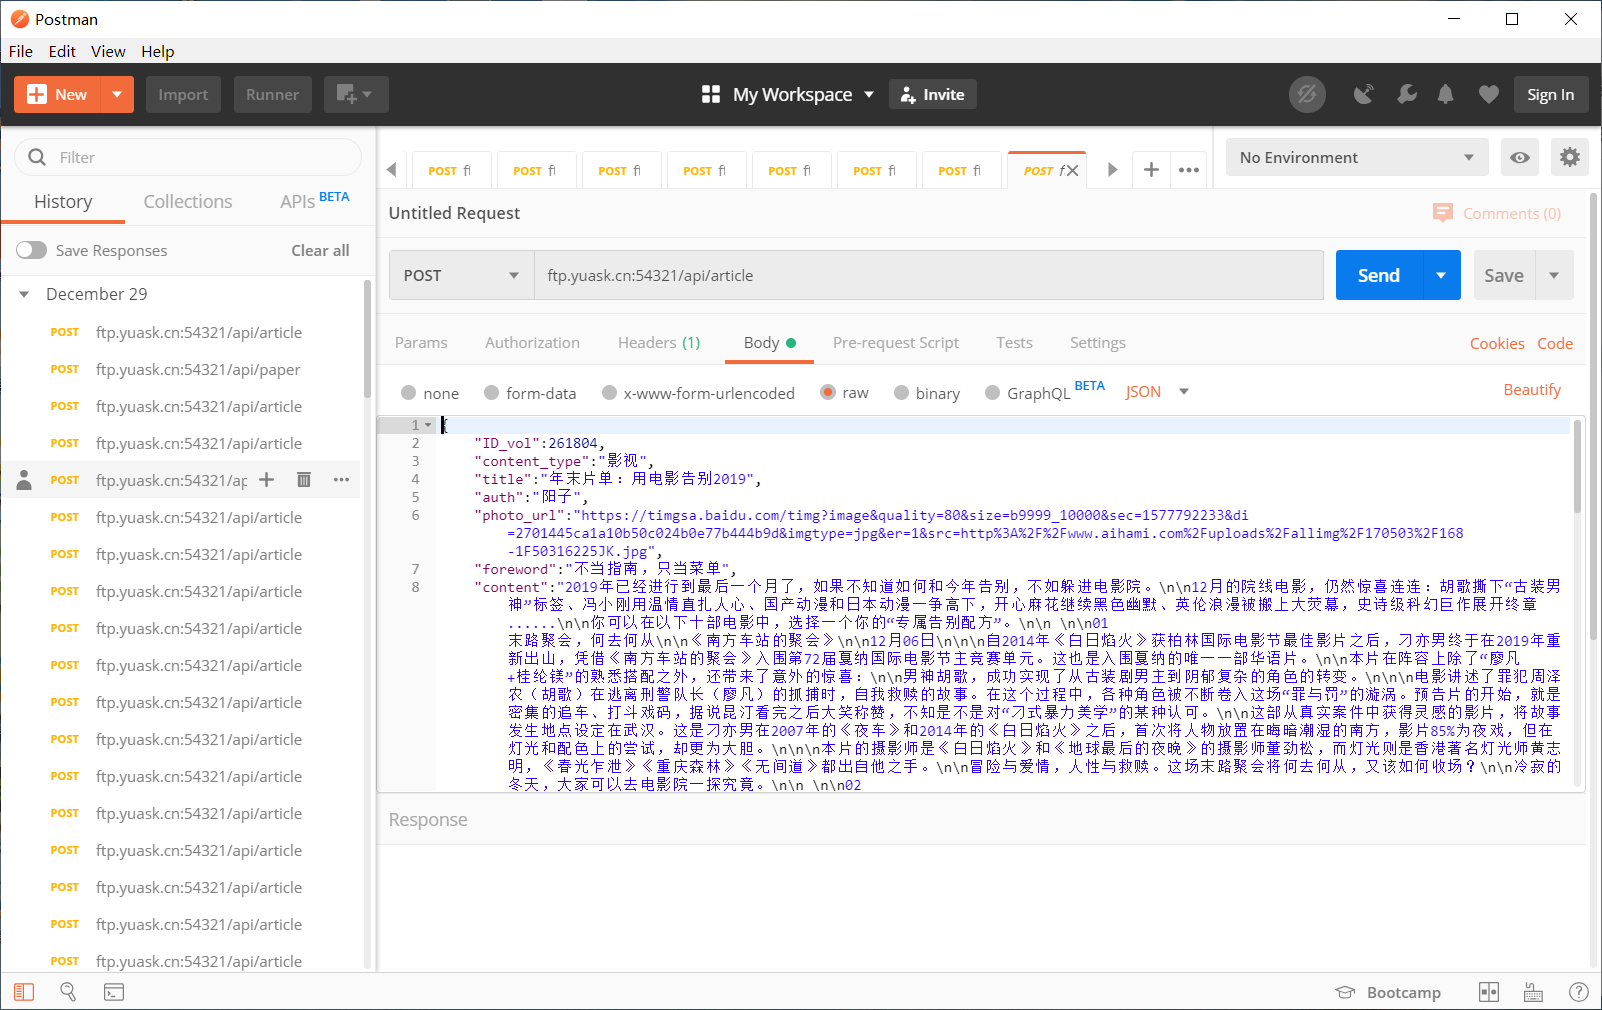 Postman
File Edit View Help
New Import Runner My Workspace Invite Sign In
Filter
History Collections APIs BETA
Save Responses Clear all
December 29
POST ftp.yuask.cn:54321/api/article
POST ftp.yuask.cn:54321/api/paper
POST ftp.yuask.cn:54321/api/article
POST ftp.yuask.cn:54321/api/article
POST ftp.yuask.cn:54321/ap
POST ftp.yuask.cn:54321/api/article
POST ftp.yuask.cn:54321/api/article
POST ftp.yuask.cn:54321/api/article
POST ftp.yuask.cn:54321/api/article
POST ftp.yuask.cn:54321/api/article
POST ftp.yuask.cn:54321/api/article
POST ftp.yuask.cn:54321/api/article
POST ftp.yuask.cn:54321/api/article
POST ftp.yuask.cn:54321/api/article
POST ftp.yuask.cn:54321/api/article
POST ftp.yuask.cn:54321/api/article
POST ftp.yuask.cn:54321/api/article
POST ftp.yuask.cn:54321/api/article
POST POST POST POST POST POST POST POST
No Environment
Untitled Request Comments (0)
POST ftp.yuask.cn:54321/api/article Send Save
Params Authorization Headers (1) Body Pre-request Script Tests Settings Cookies Code
none form-data x-www-form-urlencoded raw binary GraphQL BETA JSON Beautify
1 {
2 "ID_vol":261804,
3 "content_type":"影视",
4 "title":"年末片单：用电影告别2019",
5 "auth":"阳子",
6 "photo_url":"https://timgsa.baidu.com/timg?image&quality=80&size=b9999_10000&sec=1577792233&di
=2701445ca1a10b50c024b0e77b444b9d&imgtype=jpg&er=1&src=http%3A%2F%2Fwww.aihami.com%2Fuploads%2Fallimg%2F170503%2F168
-1F50316225JK.jpg",
7 "foreword":"不当指南，只当菜单",
8 "content":"2019年已经进行到最后一个月了，如果不知道如何和今年告别，不如躲进电影院。\n\n12月的院线电影，仍然惊喜连连：胡歌撕下“古装男
神”标签、冯小刚用温情直扎人心、国产动漫和日本动漫一争高下，开心麻花继续黑色幽默、英伦浪漫被搬上大荧幕，史诗级科幻巨作展开终章
......\n\n你可以在以下十部电影中，选择一个你的“专属告别配方”。\n\n \n\n01
末路聚会，何去何从\n\n《南方车站的聚会》\n\n12月06日\n\n\n自2014年《白日焰火》获柏林国际电影节最佳影片之后，刁亦男终于在2019年重
新出山，凭借《南方车站的聚会》入围第72届戛纳国际电影节主竞赛单元。这也是入围戛纳的唯一一部华语片。\n\n本片在阵容上除了“廖凡
+桂纶镁”的熟悉搭配之外，还带来了意外的惊喜：\n\n男神胡歌，成功实现了从古装剧男主到阴郁复杂的角色的转变。\n\n\n电影讲述了罪犯周泽
农（胡歌）在逃离刑警队长（廖凡）的抓捕时，自我救赎的故事。在这个过程中，各种角色被不断卷入这场“罪与罚”的漩涡。预告片的开始，就是
密集的追车、打斗戏码，据说昆汀看完之后大笑称赞，不知是不是对“刁式暴力美学”的某种认可。\n\n这部从真实案件中获得灵感的影片，将故事
发生地点设定在武汉。这是刁亦男在2007年的《夜车》和2014年的《白日焰火》之后，首次将人物放置在晦暗潮湿的南方，影片85%为夜戏，但在
灯光和配色上的尝试，却更为大胆。\n\n\n本片的摄影师是《白日焰火》和《地球最后的夜晚》的摄影师董劲松，而灯光则是香港著名灯光师黄志
明，《春光乍泄》《重庆森林》《无间道》都出自他之手。\n\n冒险与爱情，人性与救赎。这场末路聚会将何去何从，又该如何收场？\n\n冷寂的
冬天，大家可以去电影院一探究竟。\n\n \n\n02
Response
Bootcamp